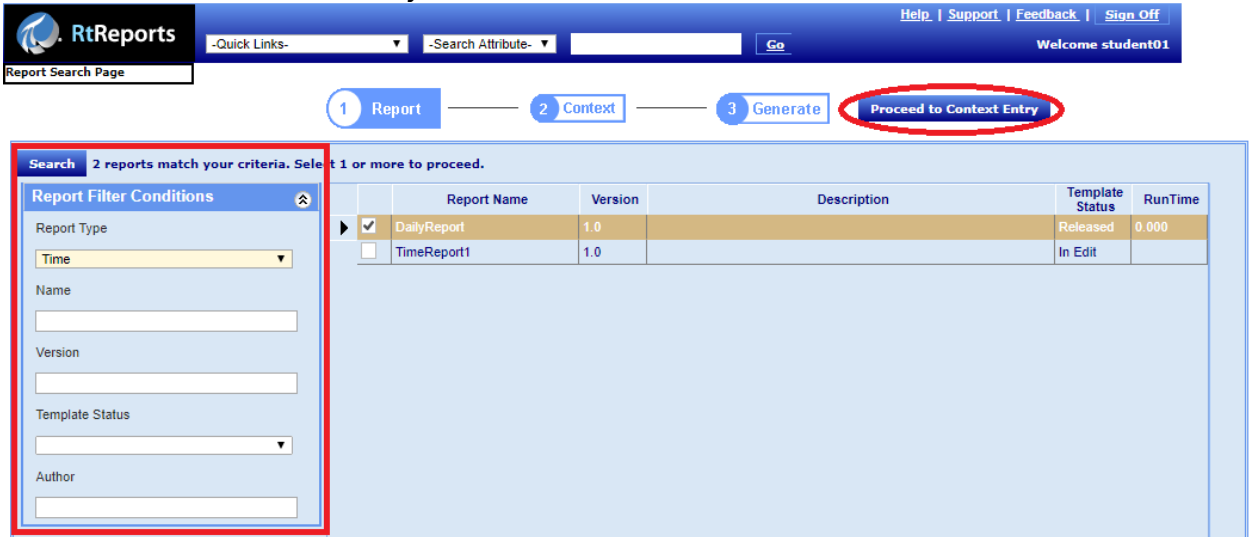 Help | Support | Feedback | Sign Off
RtReports
-Quick Links- -Search Attribute- Go Welcome student01
Report Search Page
1 Report 2 Context 3 Generate Proceed to Context Entry
Search 2 reports match your criteria. Select 1 or more to proceed.
Report Filter Conditions
Report Name Version Description Template Status RunTime
Report Type
DailyReport 1.0 Released 0.000
Time
TimeReport1 1.0 In Edit
Name
Version
Template Status
Author